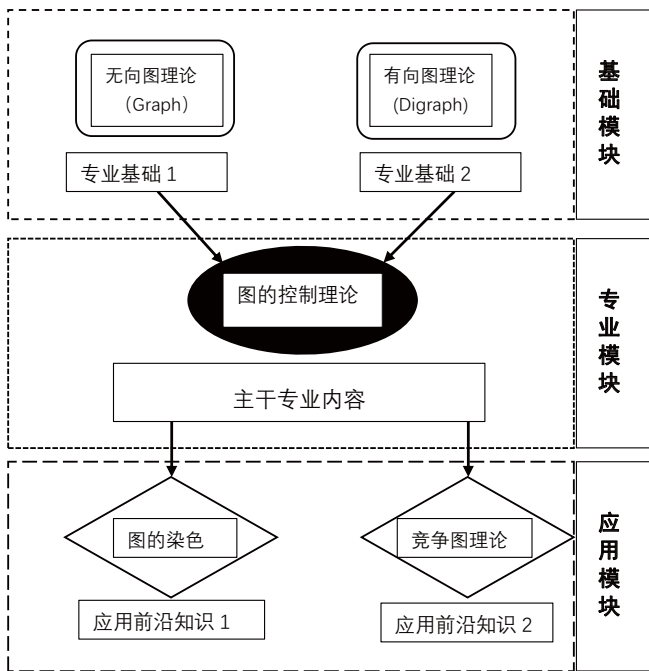 无向图理论
（Graph）
有向图理论
(Digraph)
专业基础 1
专业基础 2
基础模块
图的控制理论
主干专业内容
专业模块
图的染色
竞争图理论
应用前沿知识 1
应用前沿知识 2
应用模块